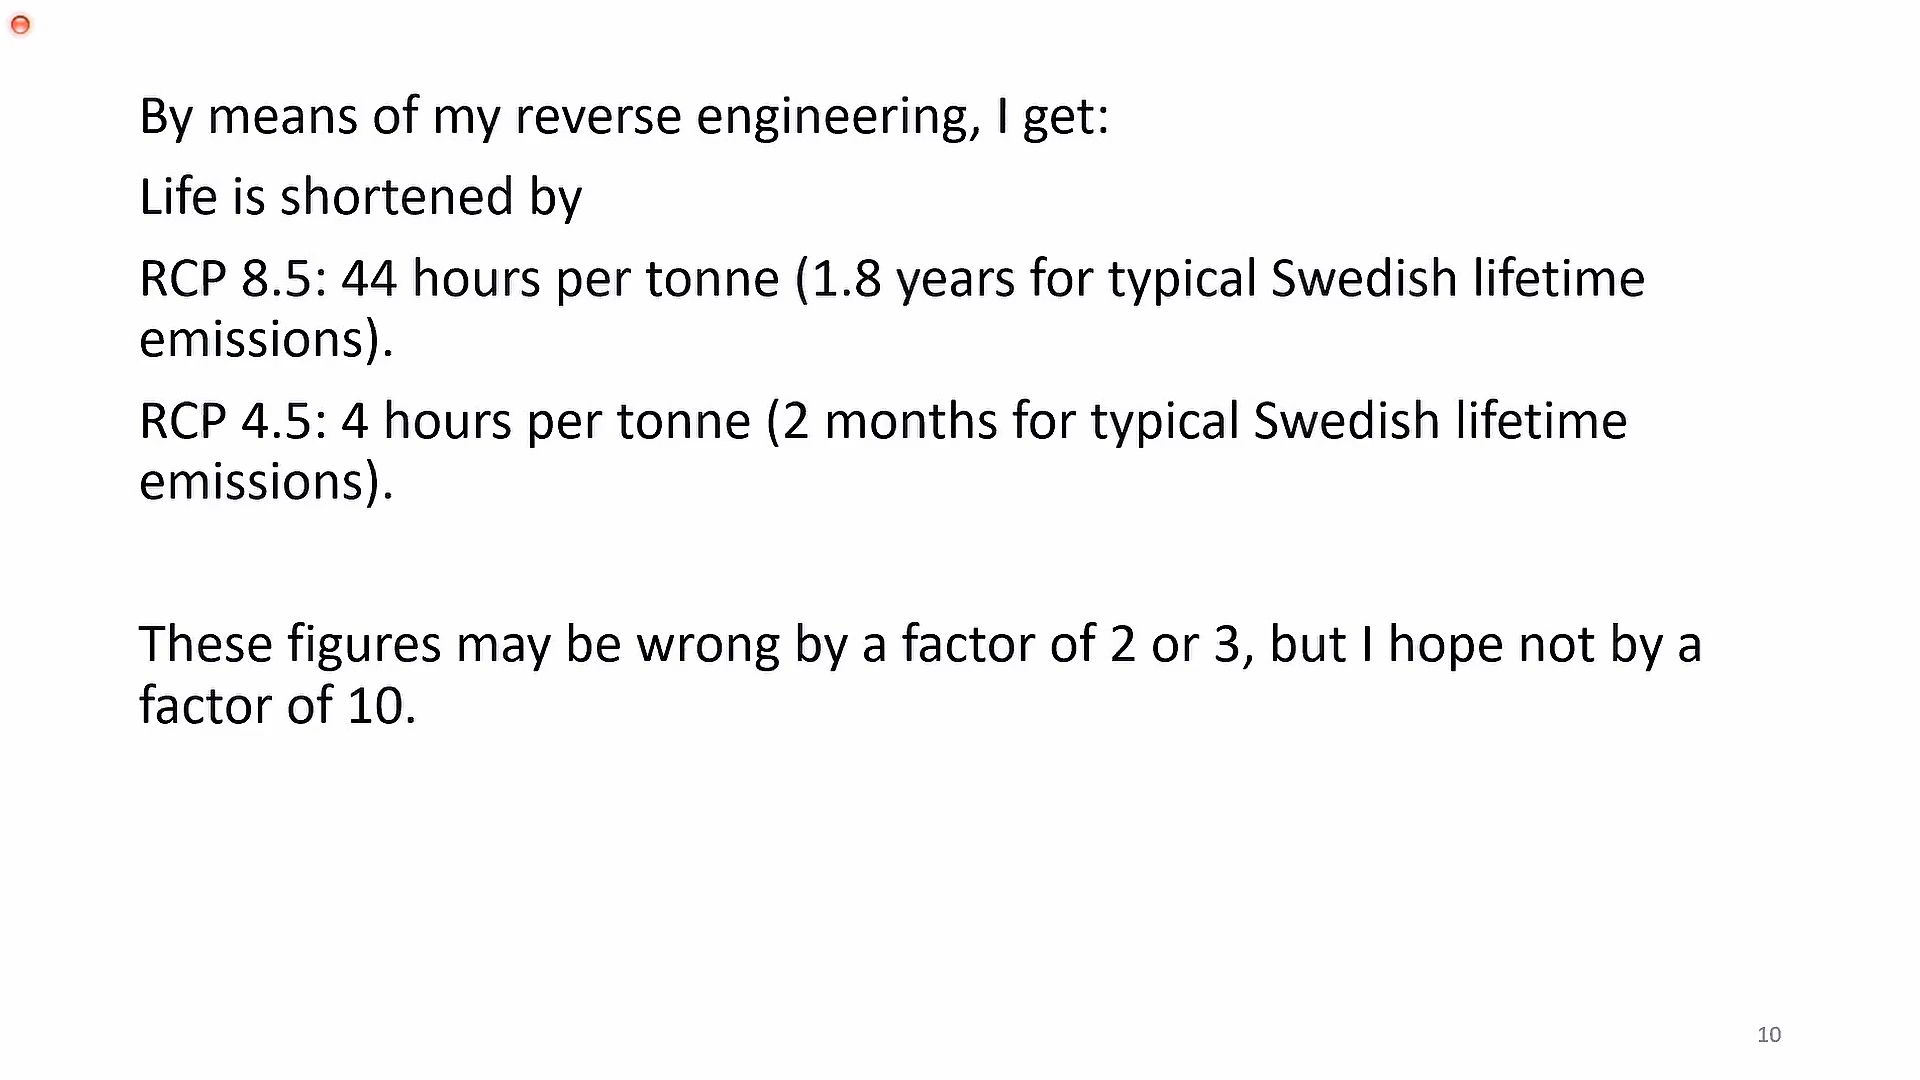 By means of my reverse engineering, I get:
Life is shortened by
RCP 8.5: 44 hours per tonne (1.8 years for typical Swedish lifetime
emissions).
RCP 4.5: 4 hours per tonne (2 months for typical Swedish lifetime
emissions).
These figures may be wrong by a factor of 2 or 3, but I hope not by a
factor of 10.
10